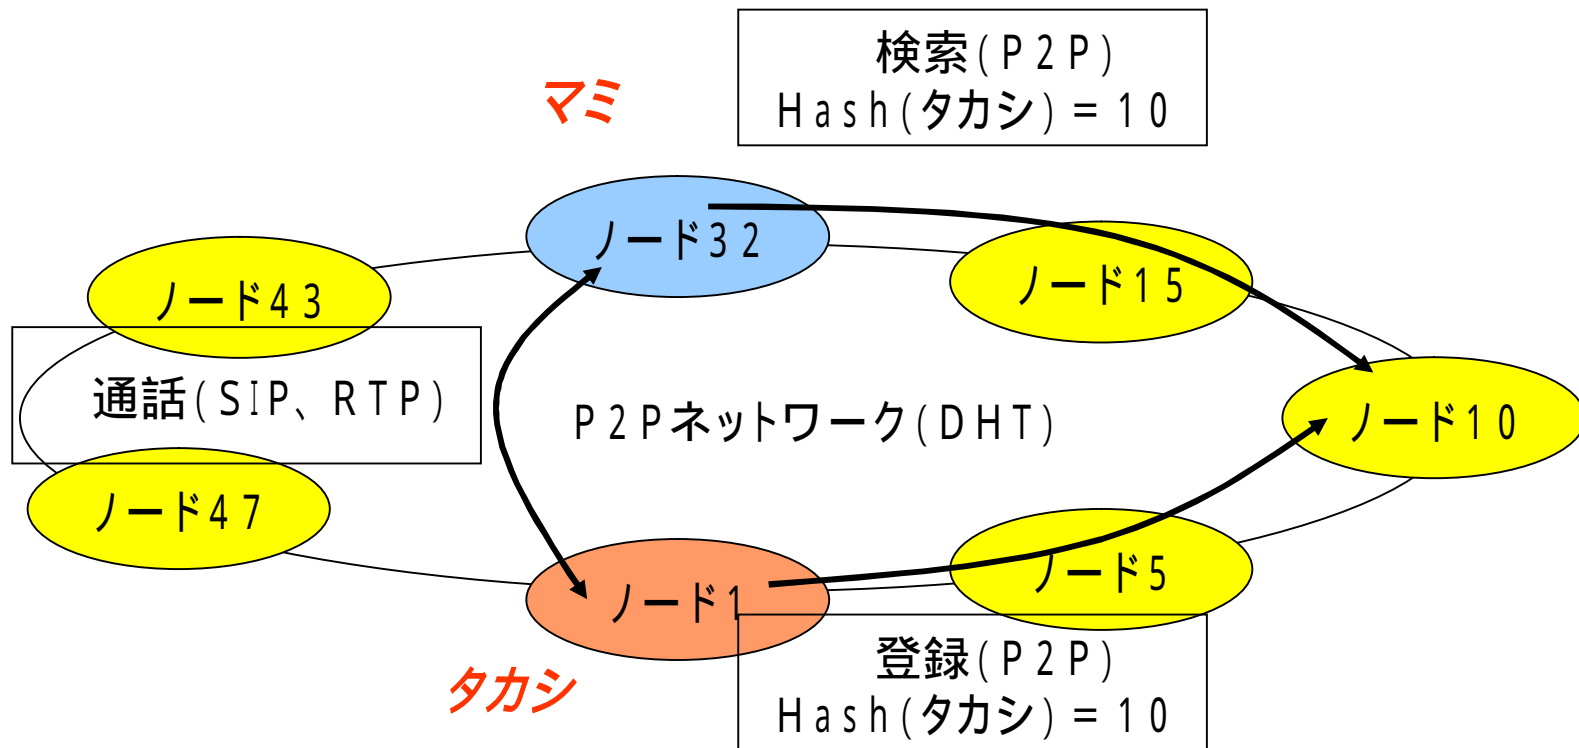 検索(P2P)
Hash(タカシ)=10
マミ
ノード32
ノード15
ノード43
通話(SIP、RTP)
P2Pネットワーク(DHT)
ノード10
ノード47
ノード5
ノード1
登録(P2P)
Hash(タカシ)=10
タカシ